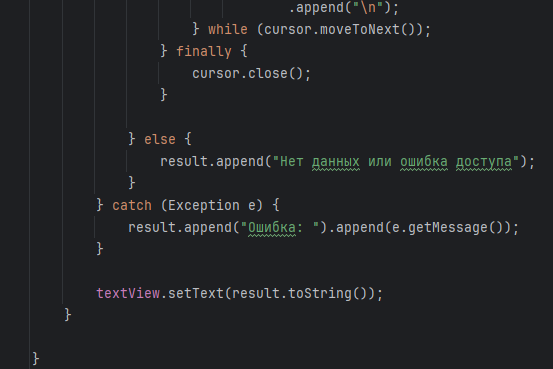 .append("\n");
} while (cursor.moveToNext());
} finally {
cursor.close();
}
} else {
result.append("Нет данных или ошибка доступа");
}
} catch (Exception e) {
result.append("Ошибка: ").append(e.getMessage());
}
textView.setText(result.toString());
}
}